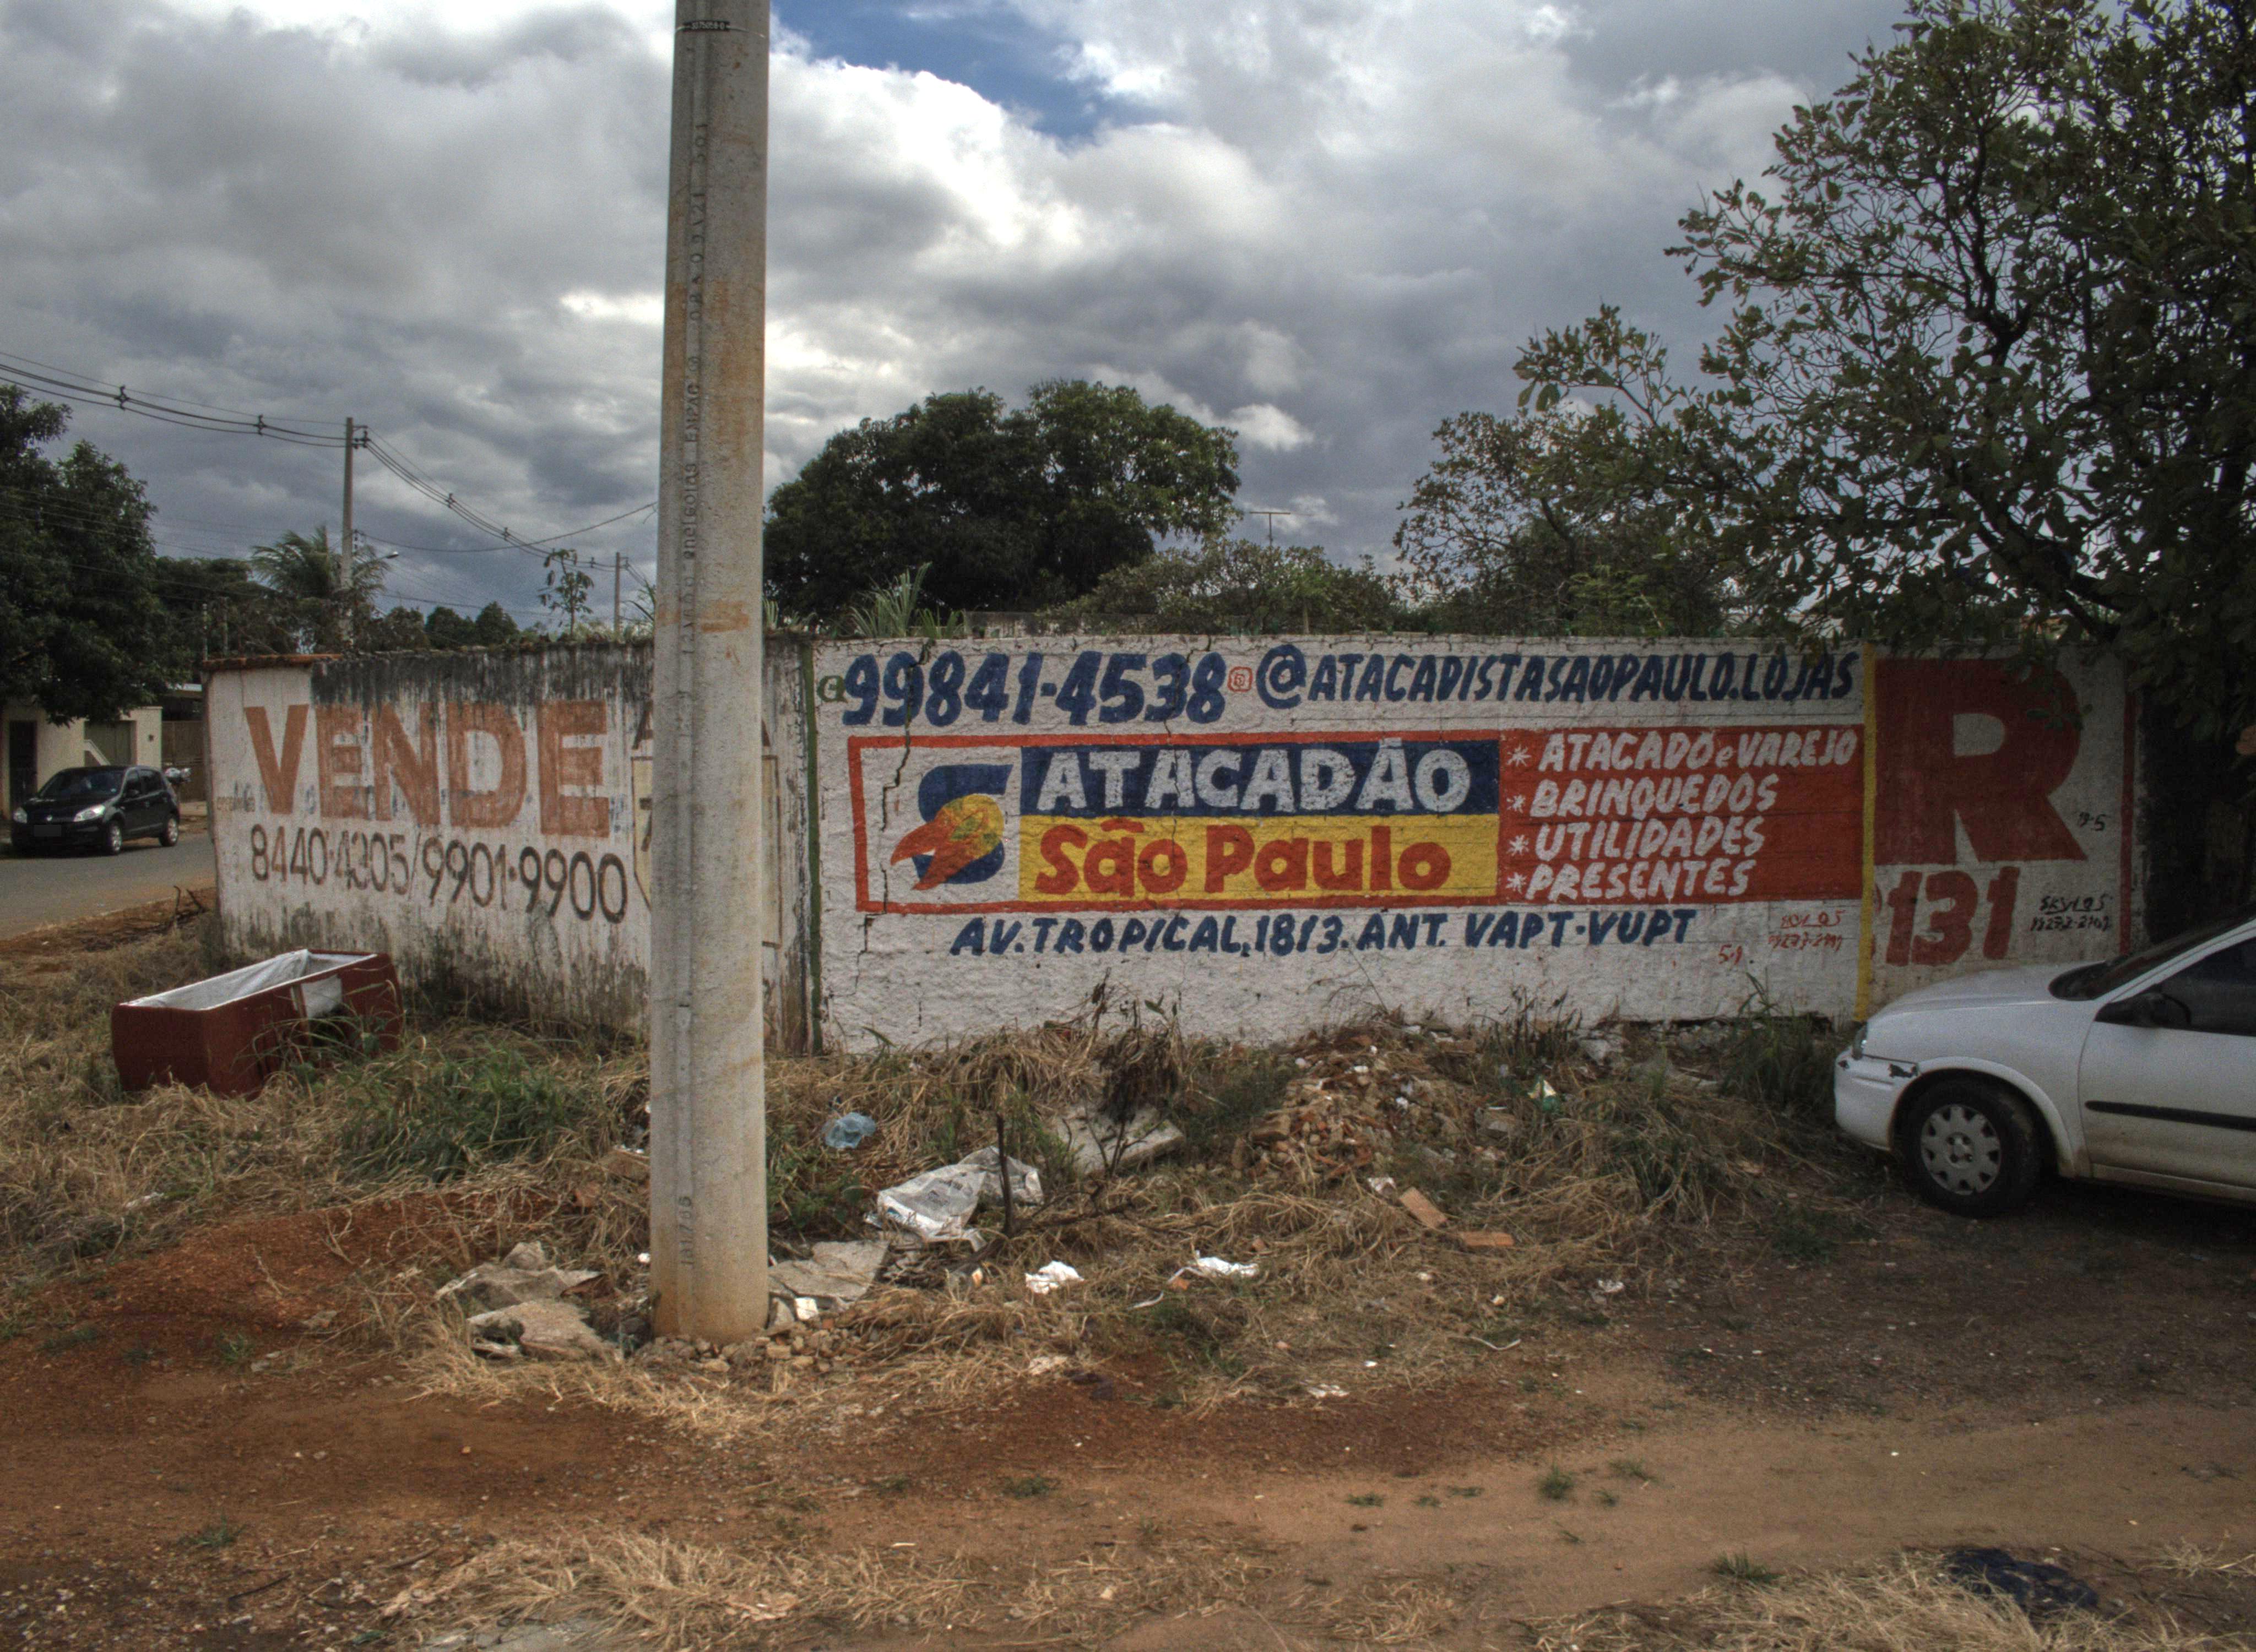 VENDE
8440-4305/9901-9900
99841-4538 @ATACADISTASAOPAULO.LOJAS
S ATACADÃO
São Paulo
* ATACADO e VAREJO
* BRINQUEDOS
* UTILIDADES
* PRESENTES
AV. TROPICAL, 1813. ANT. VAPT-VUPT
R
131